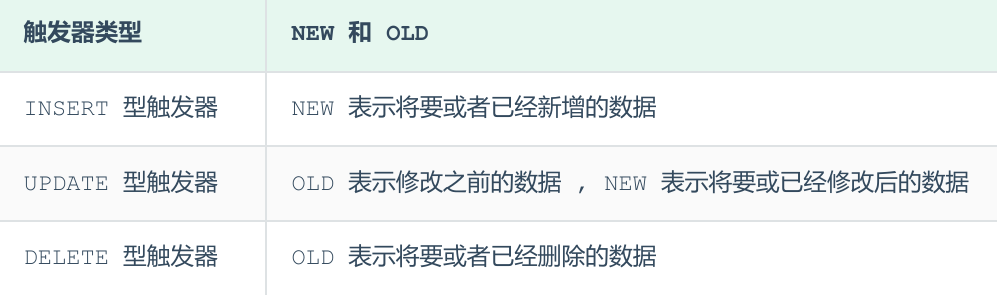 触发器类型 NEW 和 OLD
INSERT 型触发器 NEW 表示将要或者已经新增的数据
UPDATE 型触发器 OLD 表示修改之前的数据 , NEW 表示将要或已经修改后的数据
DELETE 型触发器 OLD 表示将要或者已经删除的数据